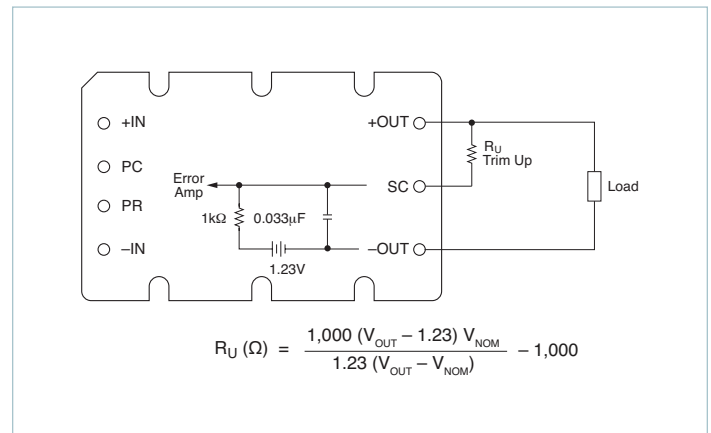 +IN
+OUT
R_U
Trim Up
PC
Error
Amp
SC
Load
PR
1kΩ
0.033μF
–IN
–OUT
1.23V
R_U (Ω) = 1,000 (V_OUT – 1.23) V_NOM / 1.23 (V_OUT – V_NOM) – 1,000